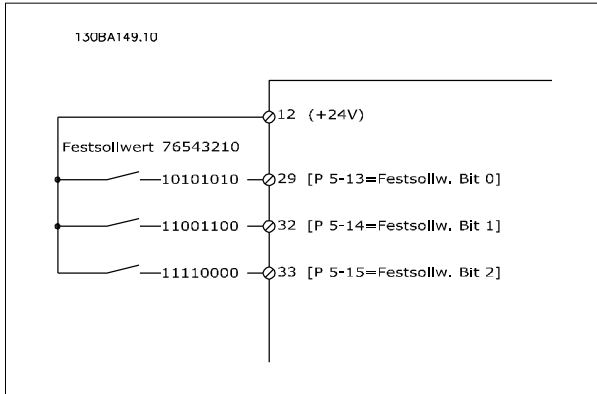 130BA149.10
12 (+24V)
Festsollwert 76543210
10101010 29 [P 5-13=Festsollw. Bit 0]
11001100 32 [P 5-14=Festsollw. Bit 1]
11110000 33 [P 5-15=Festsollw. Bit 2]